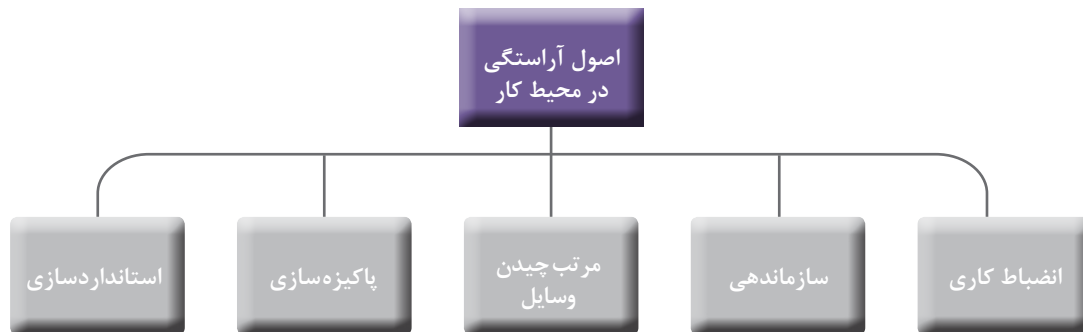 اصول آراستگی
در محیط کار
انضباط کاری
سازماندهی
مرتب چیدن
وسایل
پاکیزه‌سازی
استانداردسازی